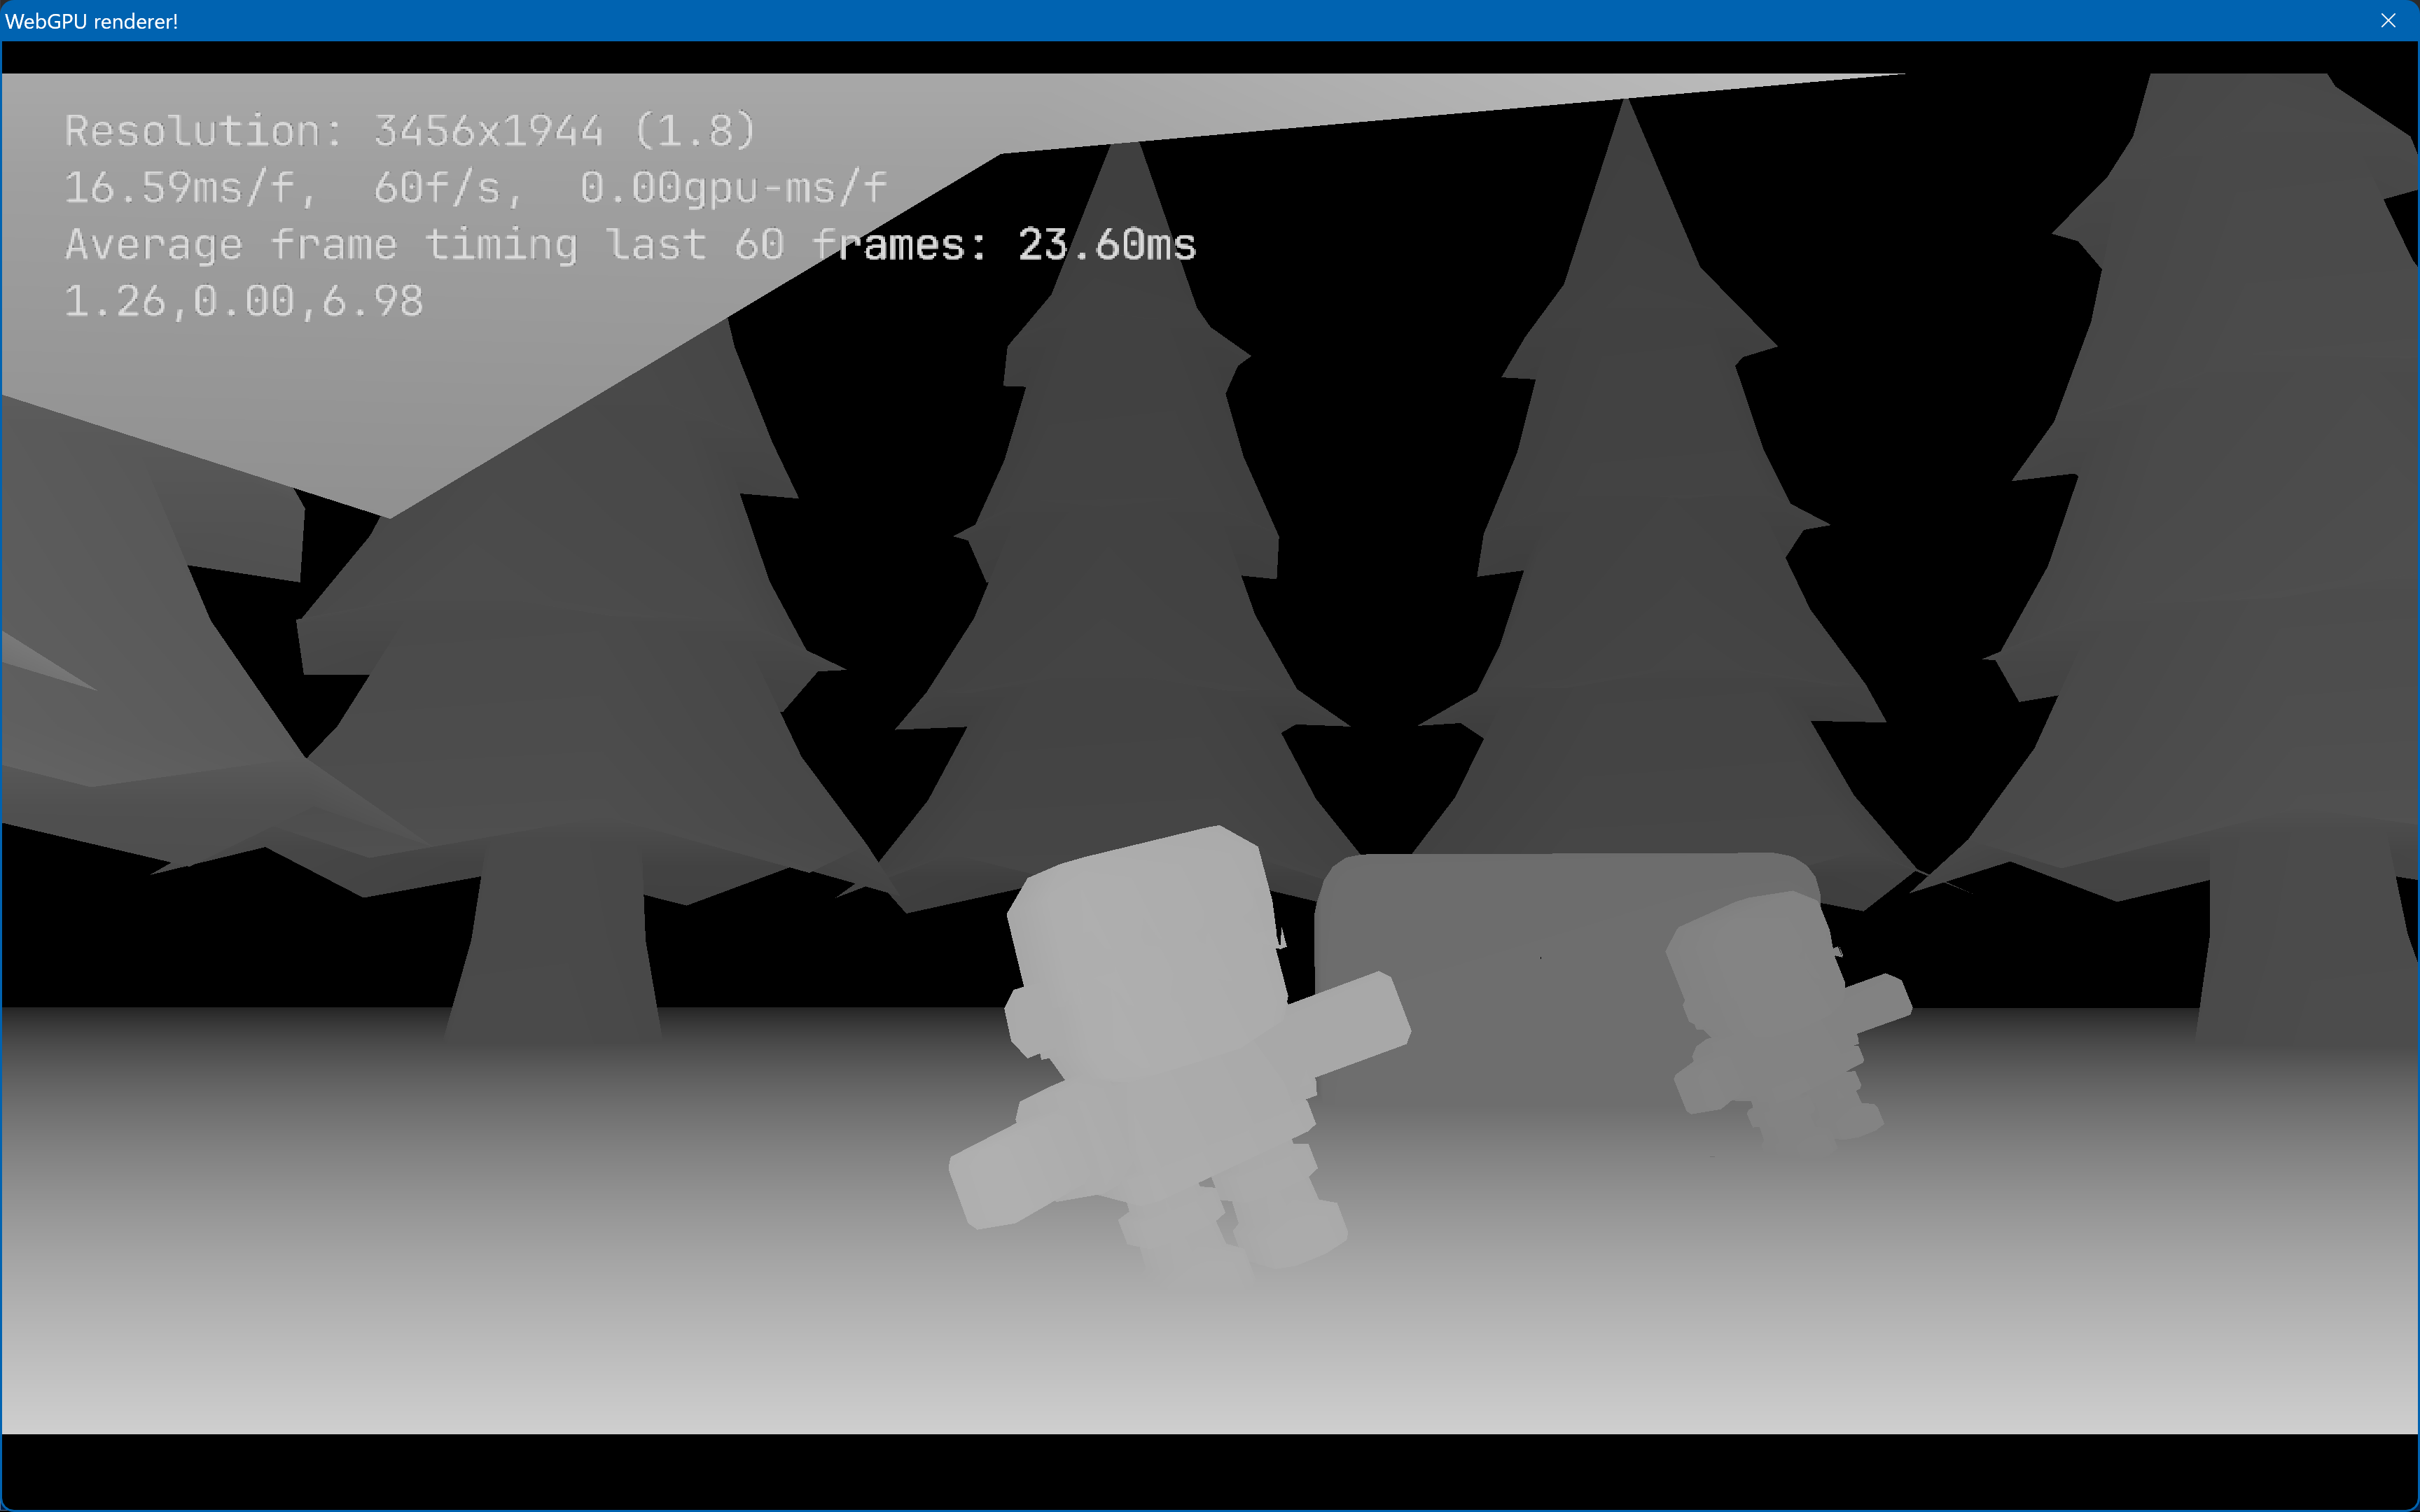 WebGPU renderer!
Resolution: 3456x1944 (1.8)
16.59ms/f,  60f/s,  0.00gpu-ms/f
Average frame timing last 60 frames: 23.60ms
1.26,0.00,6.98